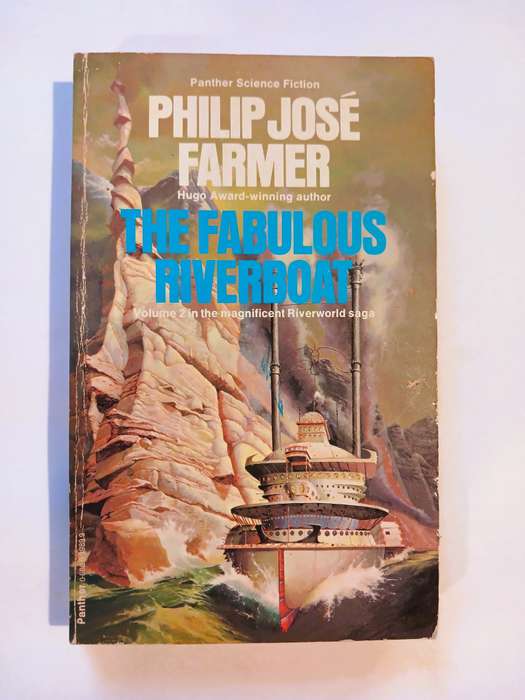 Panther Science Fiction
PHILIP JOSÉ
FARMER
Hugo Award-winning author
THE FABULOUS
RIVERBOAT
Volume 2 in the magnificent Riverworld saga
Panther